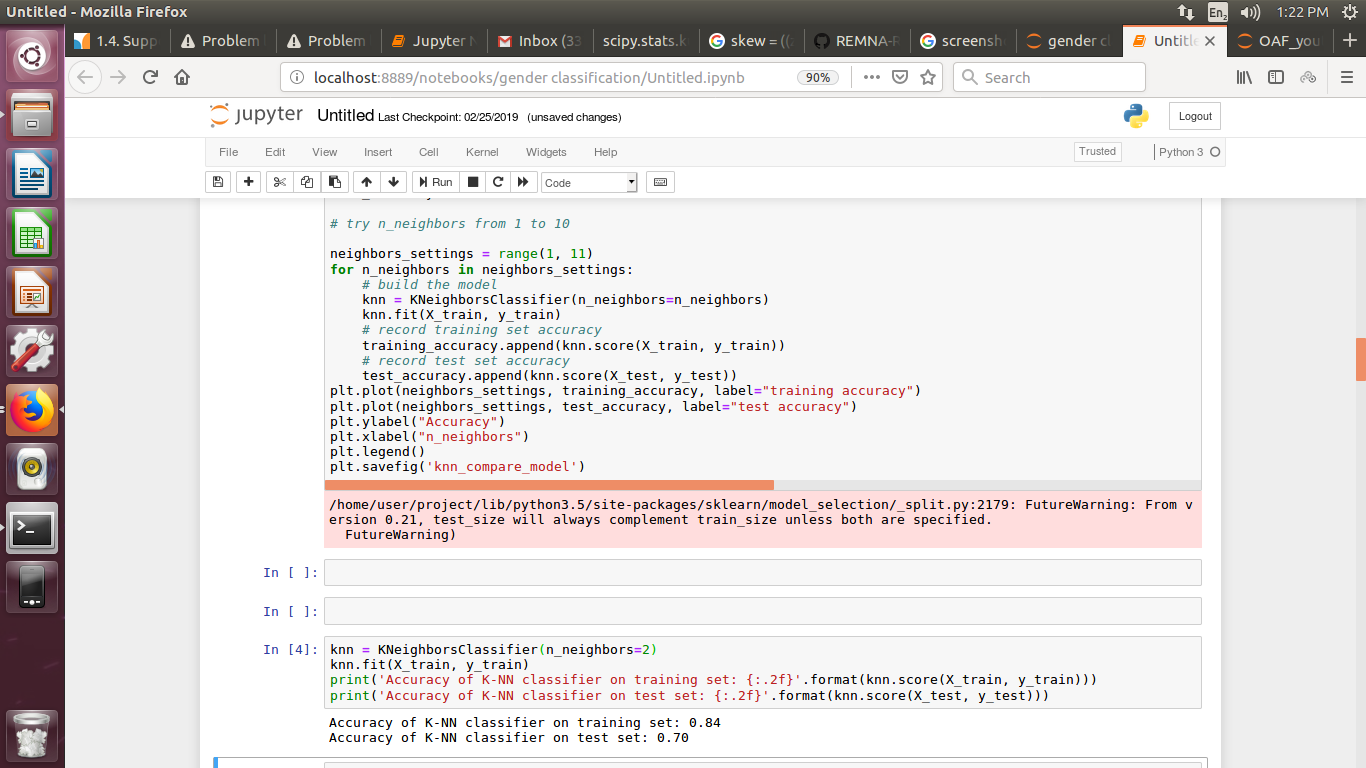 Untitled - Mozilla Firefox
En2
1:22 PM
1.4. Supp
Problem
Problem
Jupyter N
Inbox (33
scipy.stats.k
skew = ((
REMNA-R
screensh
gender cl
Untitle
OAF_you
localhost:8889/notebooks/gender classification/Untitled.ipynb
90%
Search
jupyter
Untitled Last Checkpoint: 02/25/2019 (unsaved changes)
Logout
File Edit View Insert Cell Kernel Widgets Help
Trusted
Python 3
Run
Code
# try n_neighbors from 1 to 10
neighbors_settings = range(1, 11)
for n_neighbors in neighbors_settings:
    # build the model
    knn = KNeighborsClassifier(n_neighbors=n_neighbors)
    knn.fit(X_train, y_train)
    # record training set accuracy
    training_accuracy.append(knn.score(X_train, y_train))
    # record test set accuracy
    test_accuracy.append(knn.score(X_test, y_test))
plt.plot(neighbors_settings, training_accuracy, label="training accuracy")
plt.plot(neighbors_settings, test_accuracy, label="test accuracy")
plt.ylabel("Accuracy")
plt.xlabel("n_neighbors")
plt.legend()
plt.savefig('knn_compare_model')
/home/user/project/lib/python3.5/site-packages/sklearn/model_selection/_split.py:2179: FutureWarning: From v
ersion 0.21, test_size will always complement train_size unless both are specified.
  FutureWarning)
In [ ]:
In [ ]:
In [4]:
knn = KNeighborsClassifier(n_neighbors=2)
knn.fit(X_train, y_train)
print('Accuracy of K-NN classifier on training set: {:.2f}'.format(knn.score(X_train, y_train)))
print('Accuracy of K-NN classifier on test set: {:.2f}'.format(knn.score(X_test, y_test)))
Accuracy of K-NN classifier on training set: 0.84
Accuracy of K-NN classifier on test set: 0.70